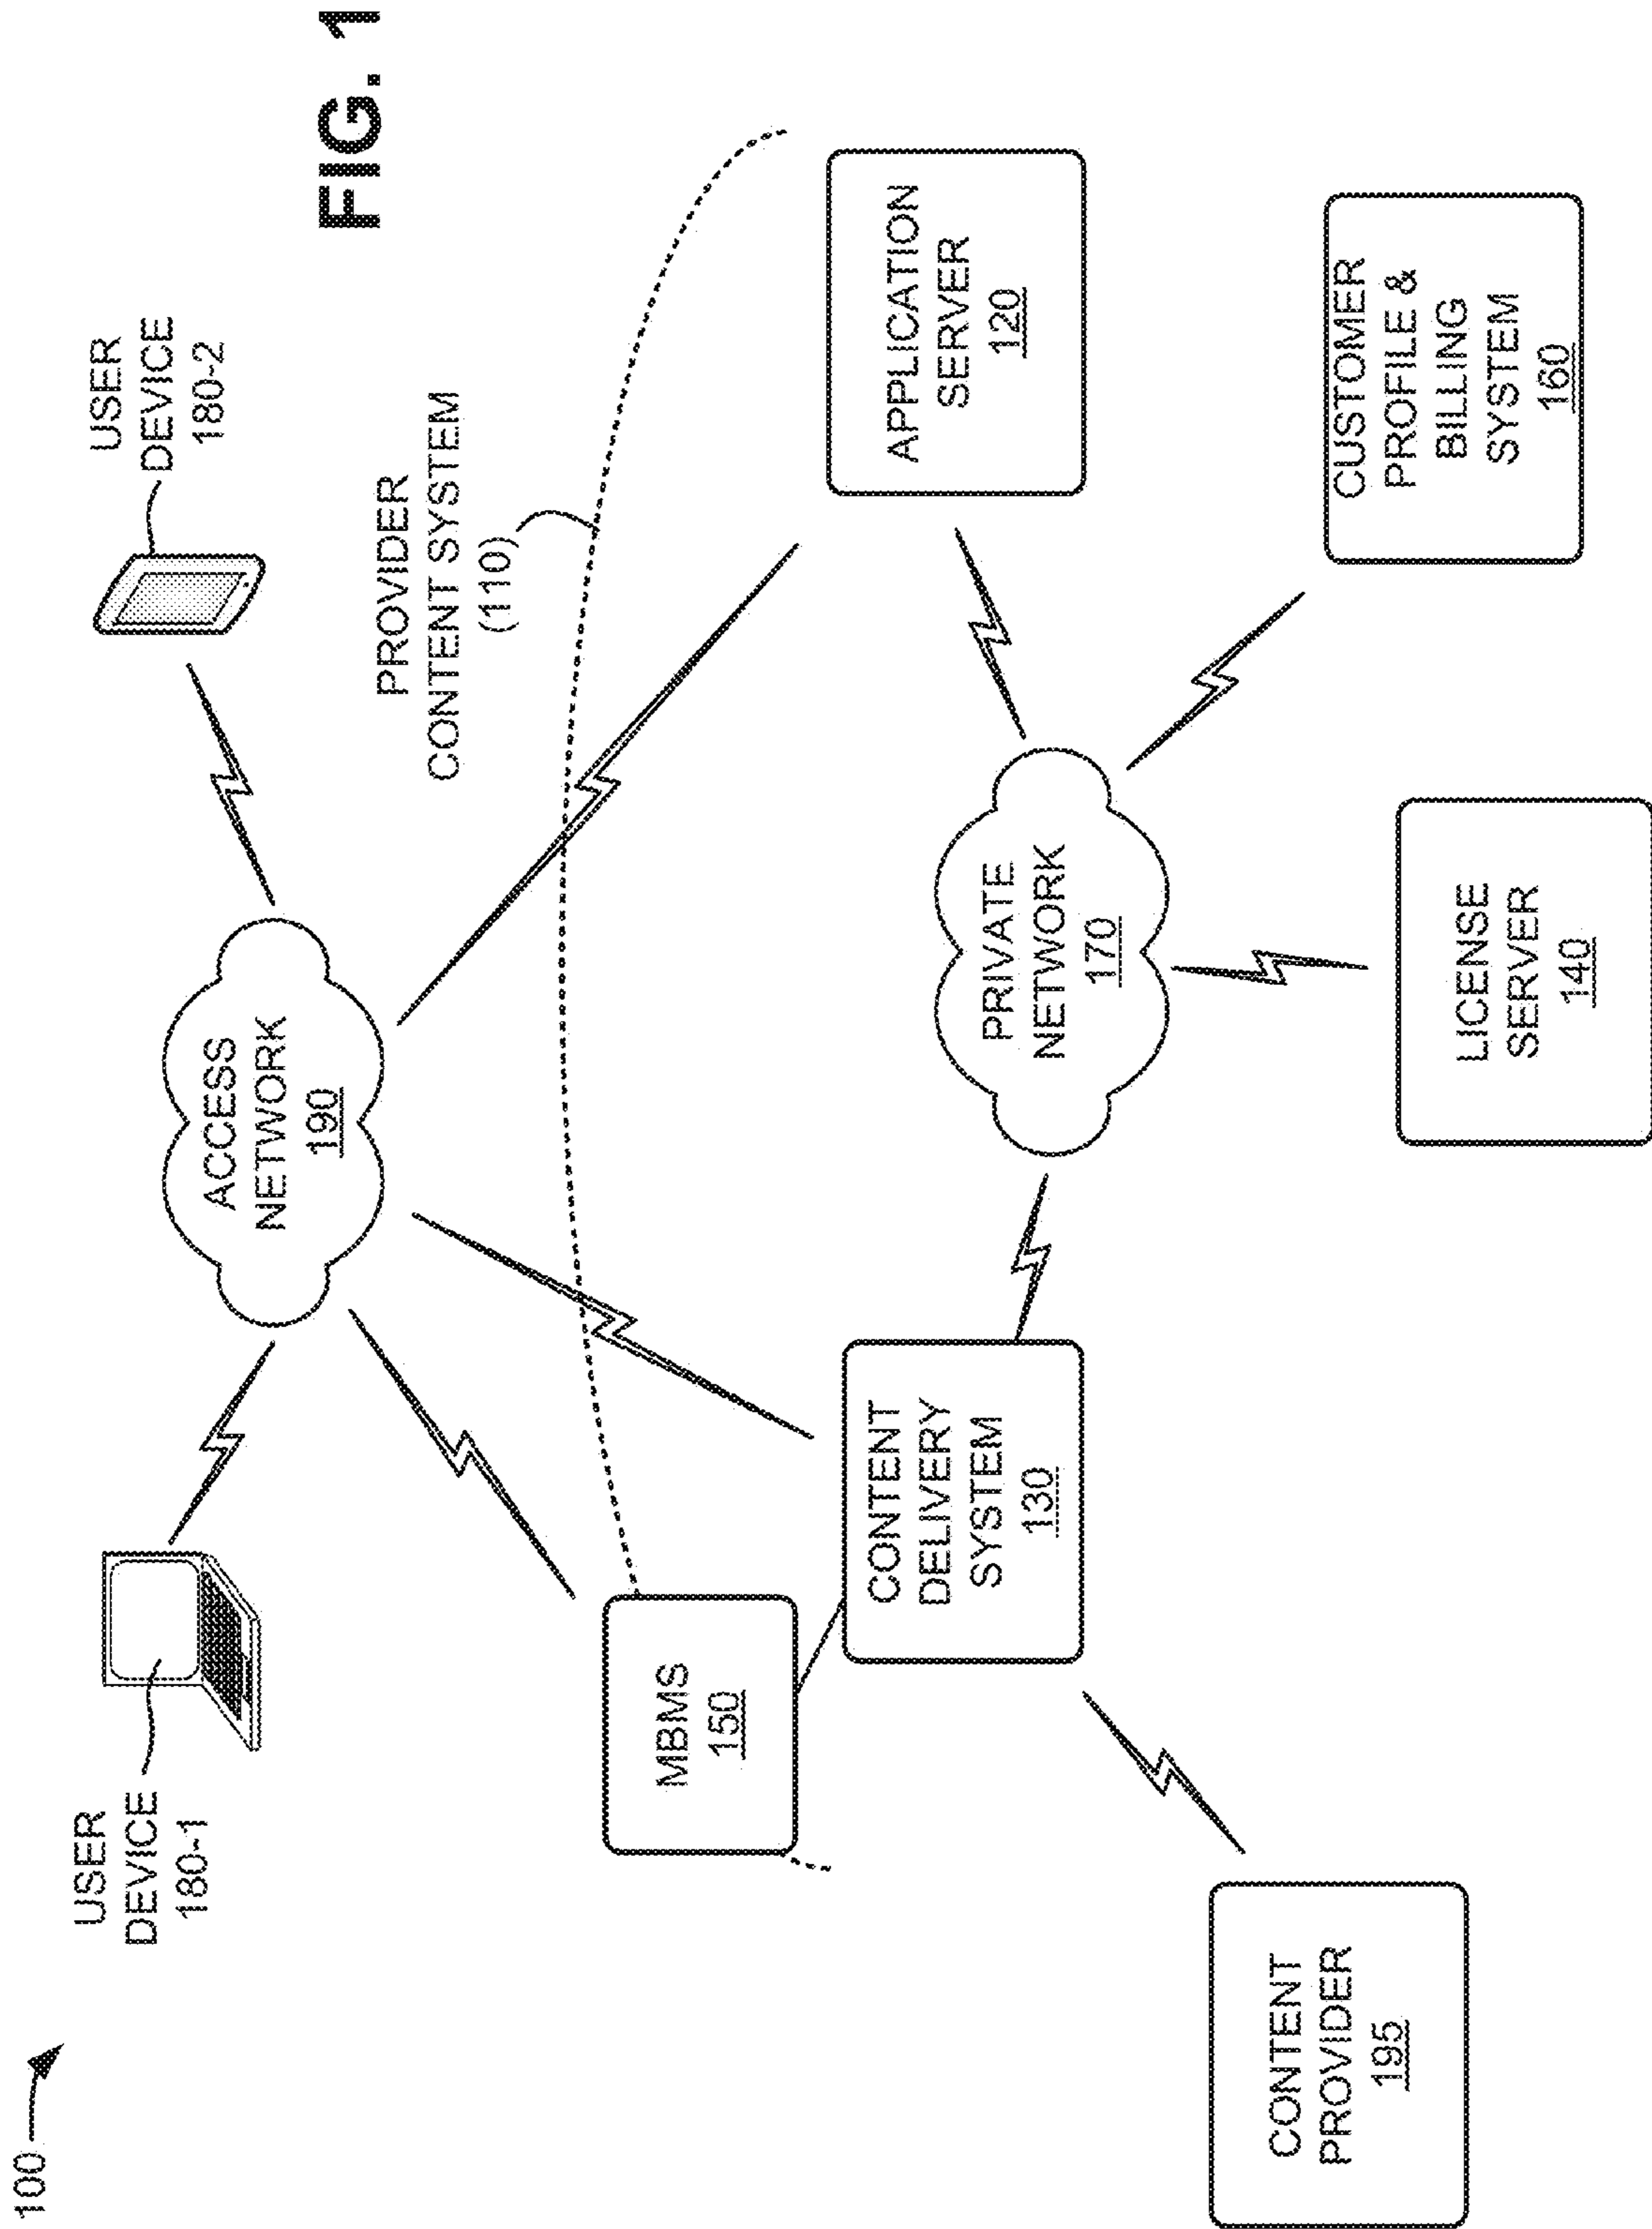 100
USER
DEVICE
180-1
USER
DEVICE
180-2
ACCESS
NETWORK
190
FIG. 1
PROVIDER
CONTENT SYSTEM
(110)
MBMS
150
CONTENT
DELIVERY
SYSTEM
130
APPLICATION
SERVER
120
PRIVATE
NETWORK
170
CONTENT
PROVIDER
195
LICENSE
SERVER
140
CUSTOMER
PROFILE &
BILLING
SYSTEM
160